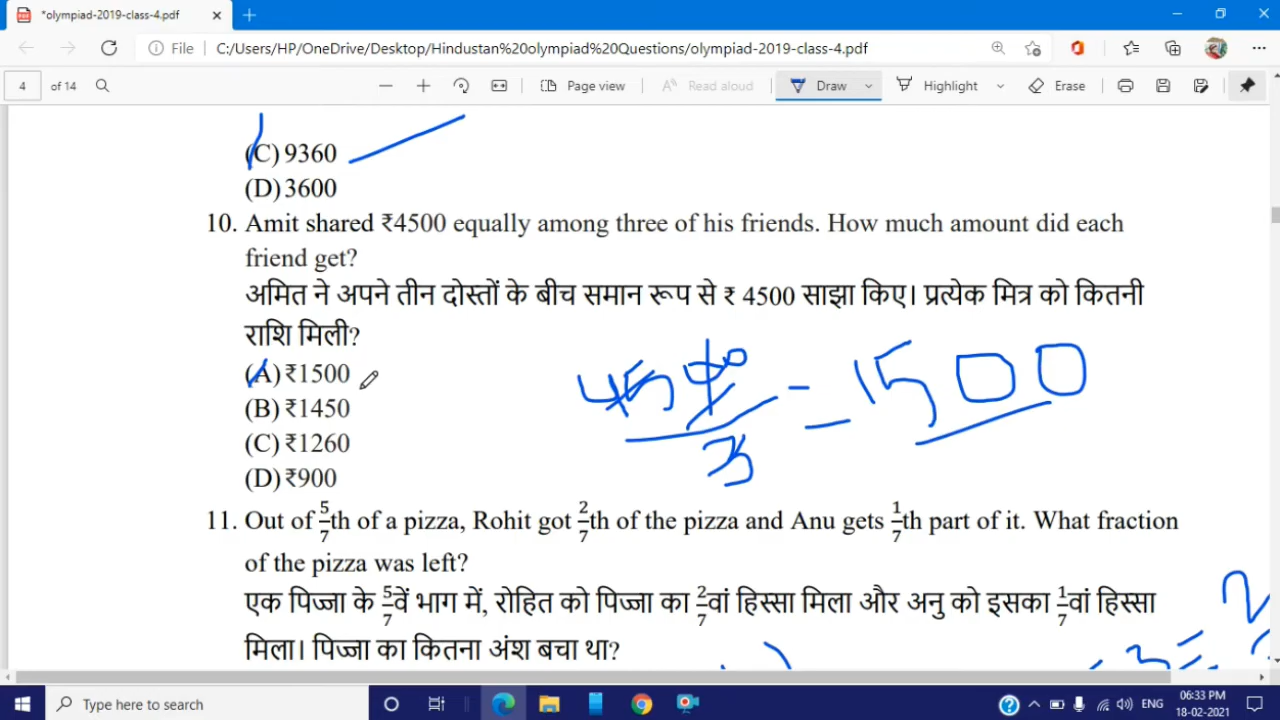 *olympiad-2019-class-4.pdf
File C:/Users/HP/OneDrive/Desktop/Hindustan%20olympiad%20Questions/olympiad-2019-class-4.pdf
4 of 14 Page view Read aloud Draw Highlight Erase
(C) 9360
(D) 3600
10. Amit shared ₹4500 equally among three of his friends. How much amount did each
friend get?
अमित ने अपने तीन दोस्तों के बीच समान रूप से ₹ 4500 साझा किए। प्रत्येक मित्र को कितनी
राशि मिली?
(A) ₹1500
4500/3 = 1500
(B) ₹1450
(C) ₹1260
(D) ₹900
11. Out of 5/7th of a pizza, Rohit got 2/7th of the pizza and Anu gets 1/7th part of it. What fraction
of the pizza was left?
एक पिज्जा के 5/7वें भाग में, रोहित को पिज्जा का 2/7वां हिस्सा मिला और अनु को इसका 1/7वां हिस्सा
मिला। पिज्जा का कितना अंश बचा था?
Type here to search
ENG
06:33 PM
18-02-2021